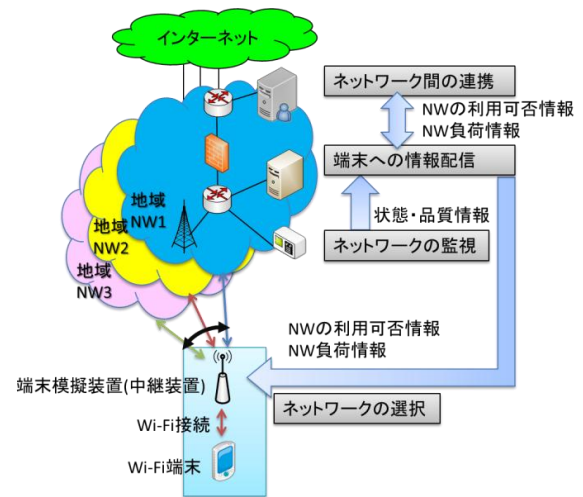 インターネット
ネットワーク間の連携
NWの利用可否情報
NW負荷情報
端末への情報配信
状態・品質情報
ネットワークの監視
地域
NW1
地域
NW2
地域
NW3
NWの利用可否情報
NW負荷情報
端末模擬装置(中継装置)
ネットワークの選択
Wi-Fi接続
Wi-Fi端末